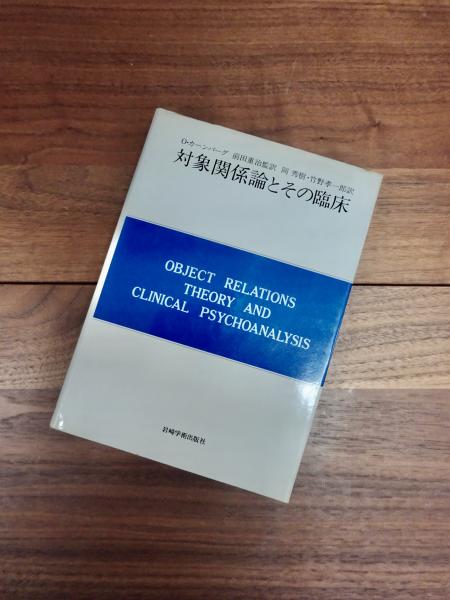 O・カーンバーグ 前田重治監訳 岡 秀樹・竹野孝一郎訳
対象関係論とその臨床
OBJECT RELATIONS
THEORY AND
CLINICAL PSYCHOANALYSIS
岩崎学術出版社